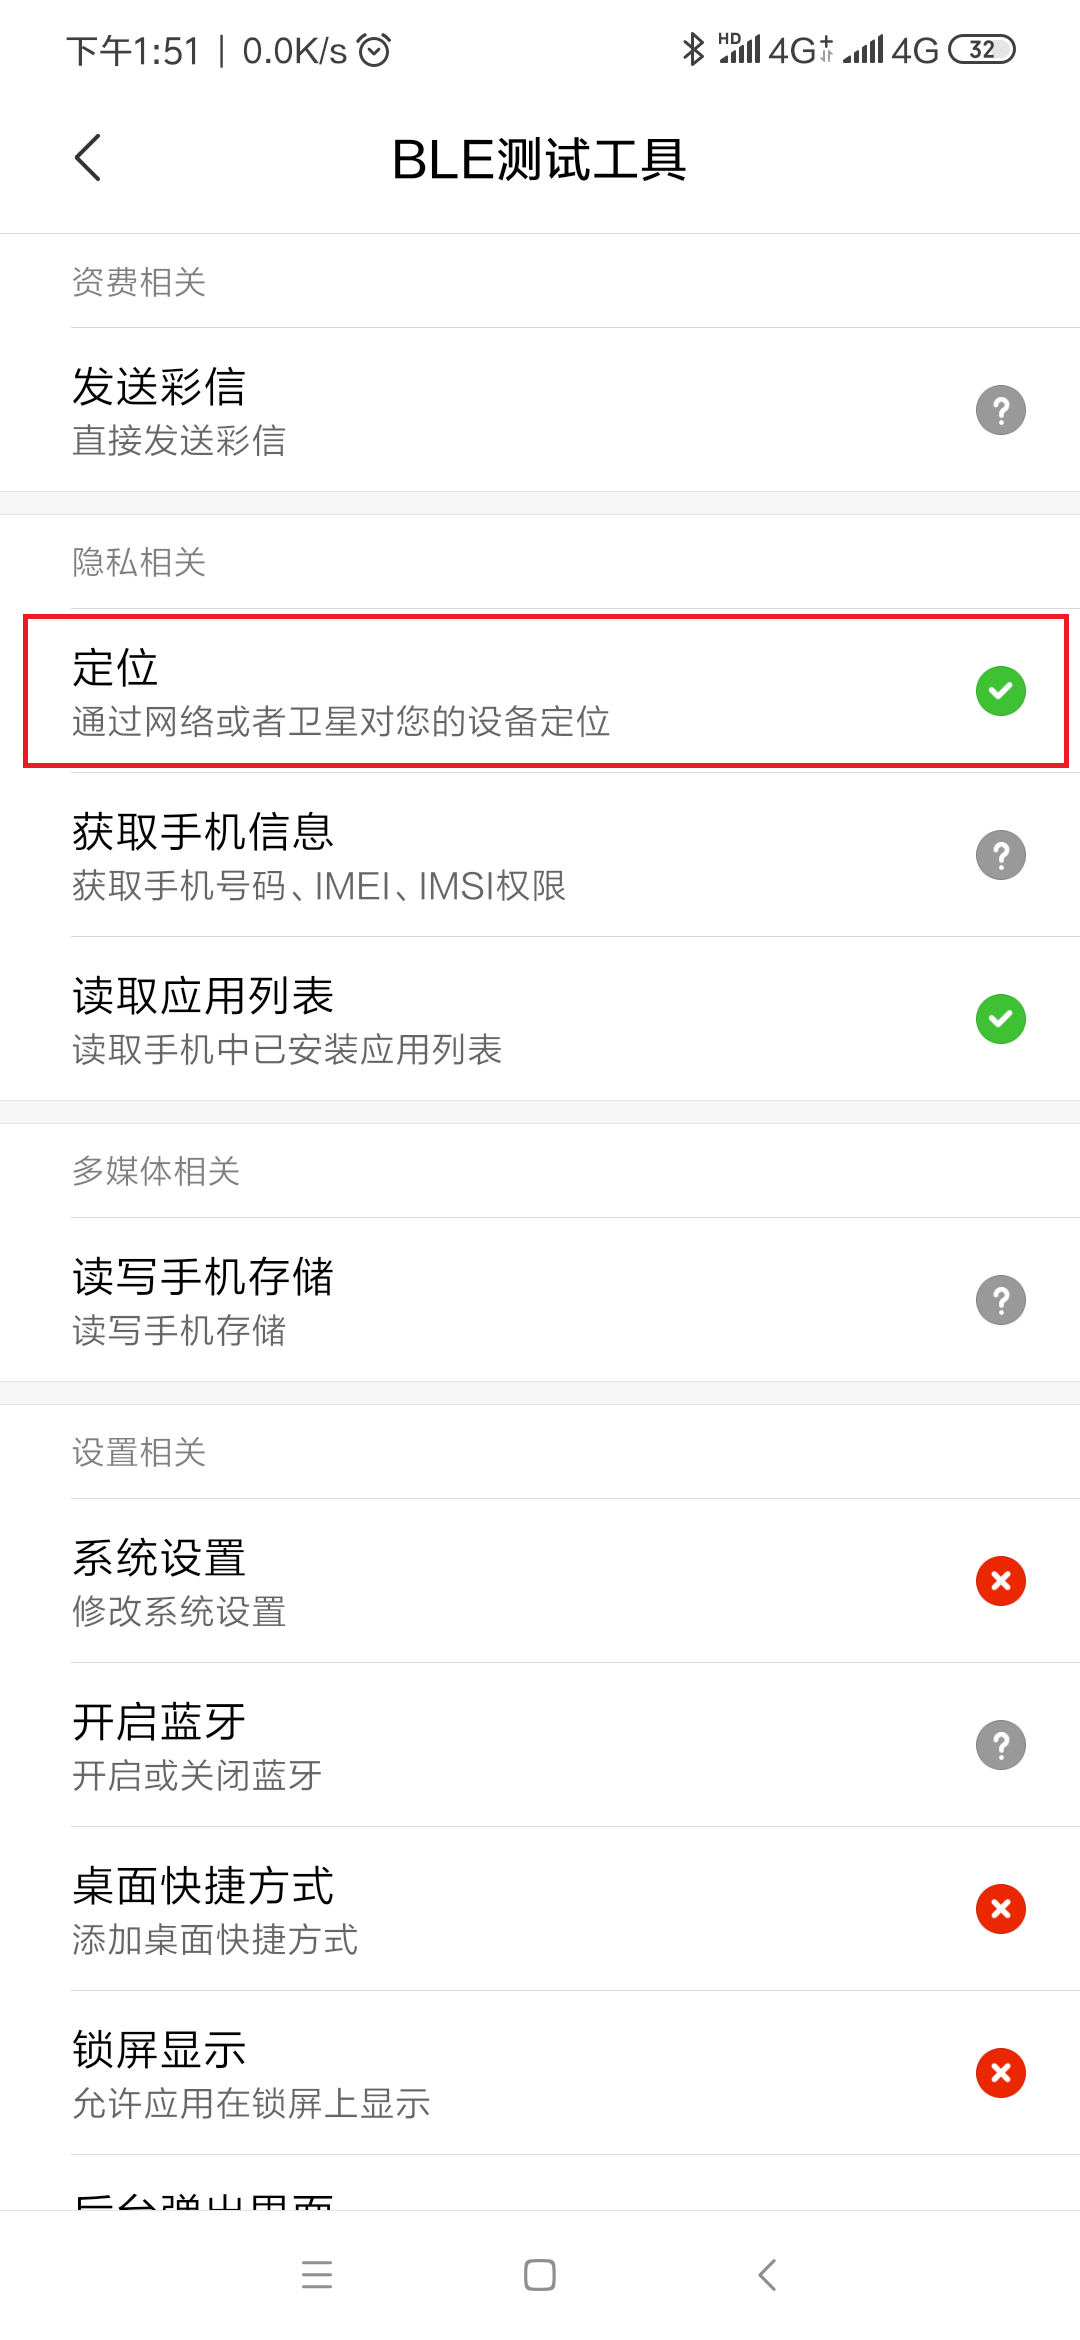 下午1:51 | 0.0K/s
HD 4G+ 4G 32
BLE测试工具
资费相关
发送彩信
直接发送彩信
隐私相关
定位
通过网络或者卫星对您的设备定位
获取手机信息
获取手机号码、IMEI、IMSI权限
读取应用列表
读取手机中已安装应用列表
多媒体相关
读写手机存储
读写手机存储
设置相关
系统设置
修改系统设置
开启蓝牙
开启或关闭蓝牙
桌面快捷方式
添加桌面快捷方式
锁屏显示
允许应用在锁屏上显示
后台弹出界面